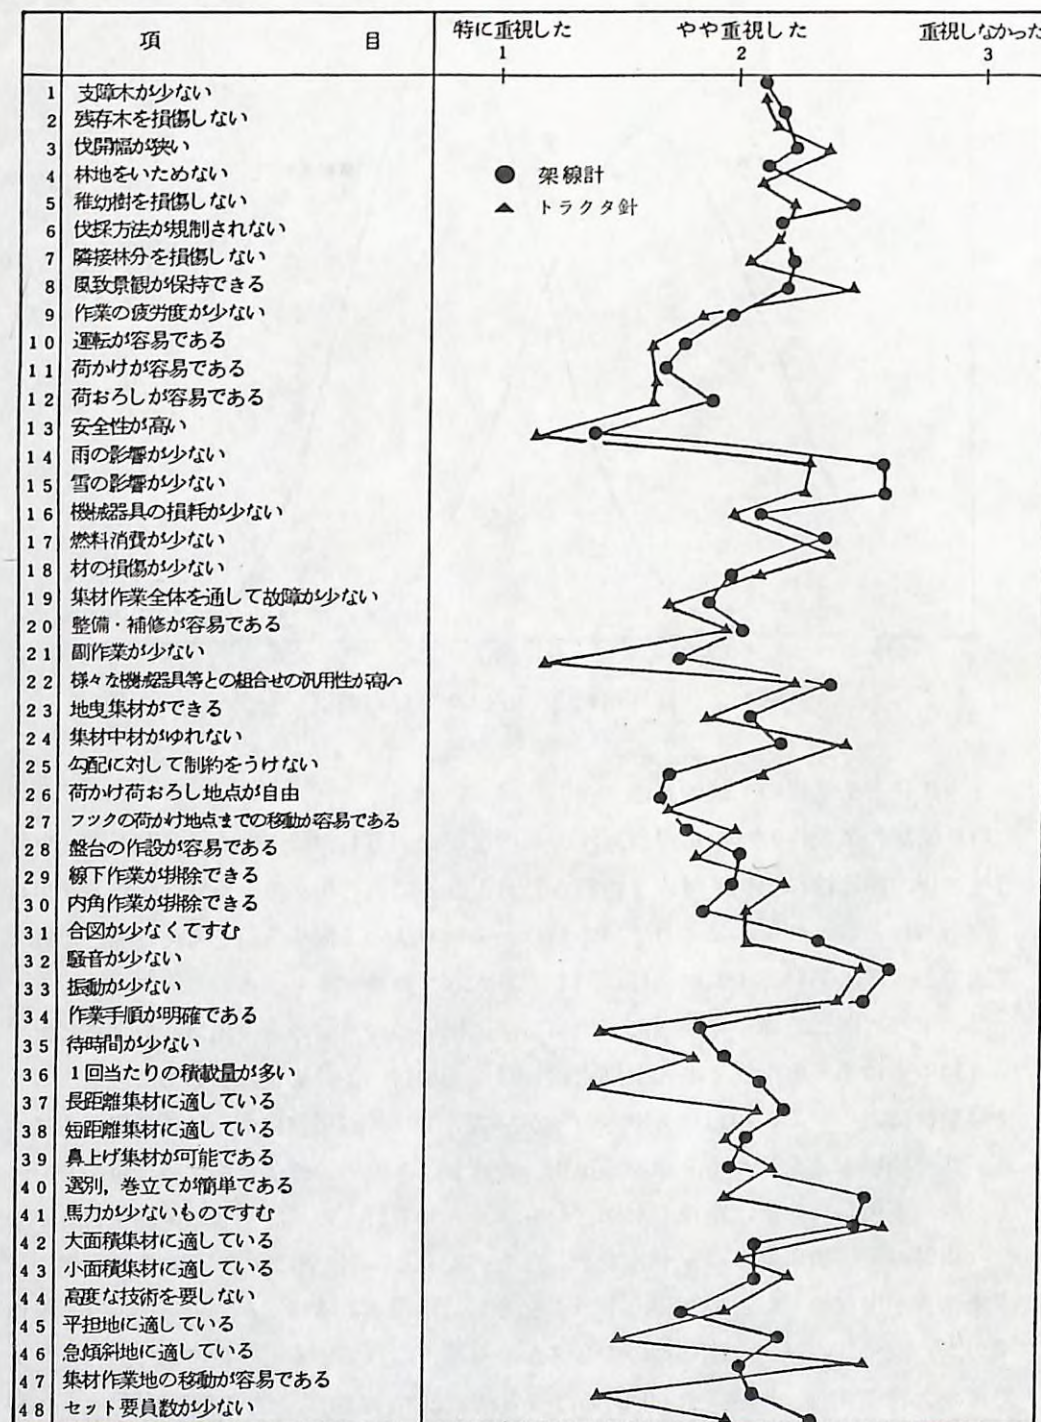 項 目 特に重視した やや重視した 重視しなかった
1 2 3
1 支障木が少ない
2 残存木を損傷しない
3 伐開幅が狭い
4 林地をいためない
5 稚幼樹を損傷しない
6 伐採方法が規制されない
7 隣接林分を損傷しない
8 風致景観が保持できる
9 作業の疲労度が少ない
10 運転が容易である
11 荷かけが容易である
12 荷おろしが容易である
13 安全性が高い
14 雨の影響が少ない
15 雪の影響が少ない
16 機械器具の損耗が少ない
17 燃料消費が少ない
18 材の損傷が少ない
19 集材作業全体を通して故障が少ない
20 整備・補修が容易である
21 副作業が少ない
22 様々な機械器具等との組合せの汎用性が高い
23 地曳集材ができる
24 集材中材がゆれない
25 勾配に対して制約をうけない
26 荷かけ荷おろし地点が自由
27 フックの荷かけ地点までの移動が容易である
28 盤台の作設が容易である
29 線下作業が排除できる
30 内角作業が排除できる
31 合図が少なくてすむ
32 騒音が少ない
33 振動が少ない
34 作業手順が明確である
35 待時間が少ない
36 1回当たりの積載量が多い
37 長距離集材に適している
38 短距離集材に適している
39 鼻上げ集材が可能である
40 選別,巻立てが簡単である
41 馬力が少ないものですむ
42 大面積集材に適している
43 小面積集材に適している
44 高度な技術を要しない
45 平担地に適している
46 急傾斜地に適している
47 集材作業地の移動が容易である
48 セット要員数が少ない
架線計
トラクタ針